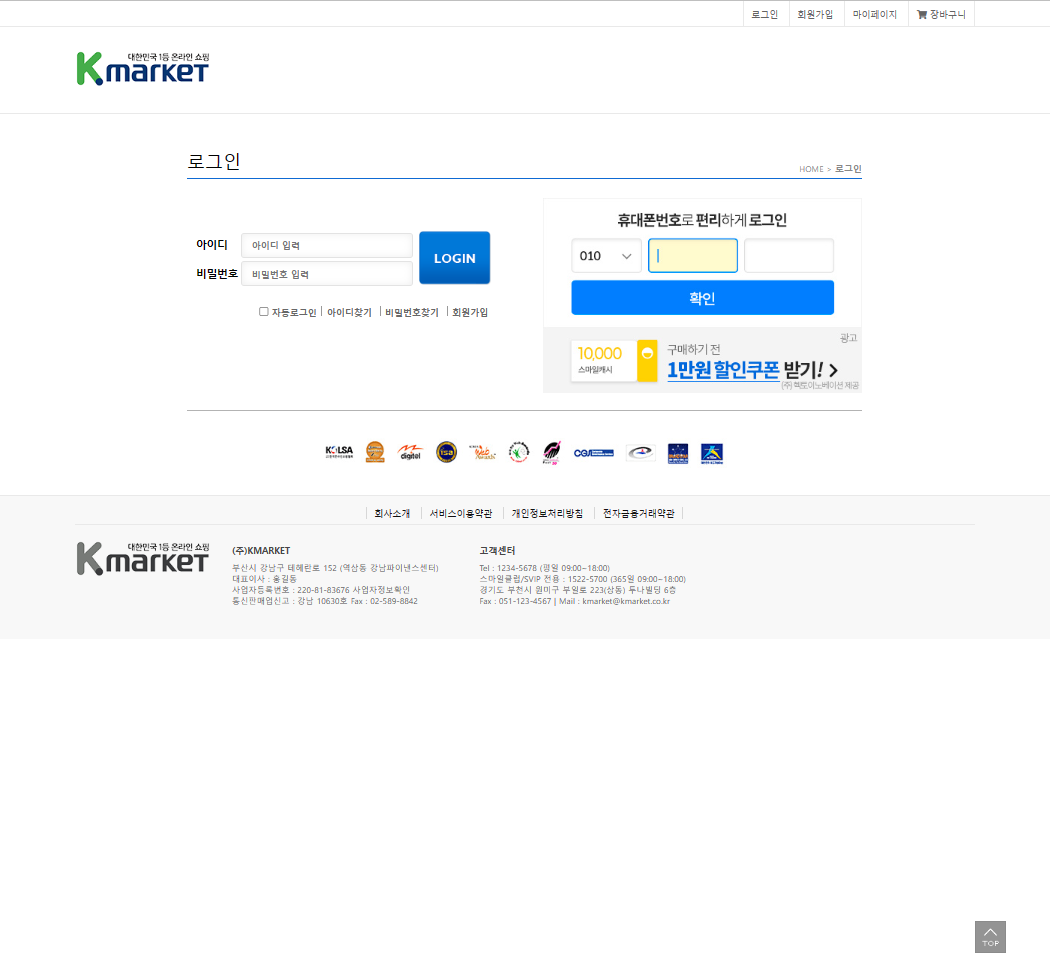 로그인 회원가입 마이페이지 장바구니
대한민국 1등 온라인 쇼핑
Kmarket
로그인
HOME > 로그인
휴대폰번호로 편리하게 로그인
010
확인
아이디 아이디 입력
비밀번호 비밀번호 입력
LOGIN
자동로그인 아이디찾기 비밀번호찾기 회원가입
광고
10,000
스마일캐시
구매하기 전
1만원 할인쿠폰 받기!
(주) 핵토이노베이션 제공
KOLSA
digital
isa
Web
Awards
회사소개 서비스이용약관 개인정보처리방침 전자금융거래약관
대한민국 1등 온라인 쇼핑
Kmarket
(주)KMARKET
부산시 강남구 테헤란로 152 (역삼동 강남파이낸스센터)
대표이사 : 홍길동
사업자등록번호 : 220-81-83676 사업자정보확인
통신판매업신고 : 강남 10630호 Fax : 02-589-8842
고객센터
Tel : 1234-5678 (평일 09:00~18:00)
스마일클럽/SVIP 전용 : 1522-5700 (365일 09:00~18:00)
경기도 부천시 원미구 부일로 223(상동) 투나빌딩 6층
Fax : 051-123-4567 | Mail : kmarket@kmarket.co.kr
TOP